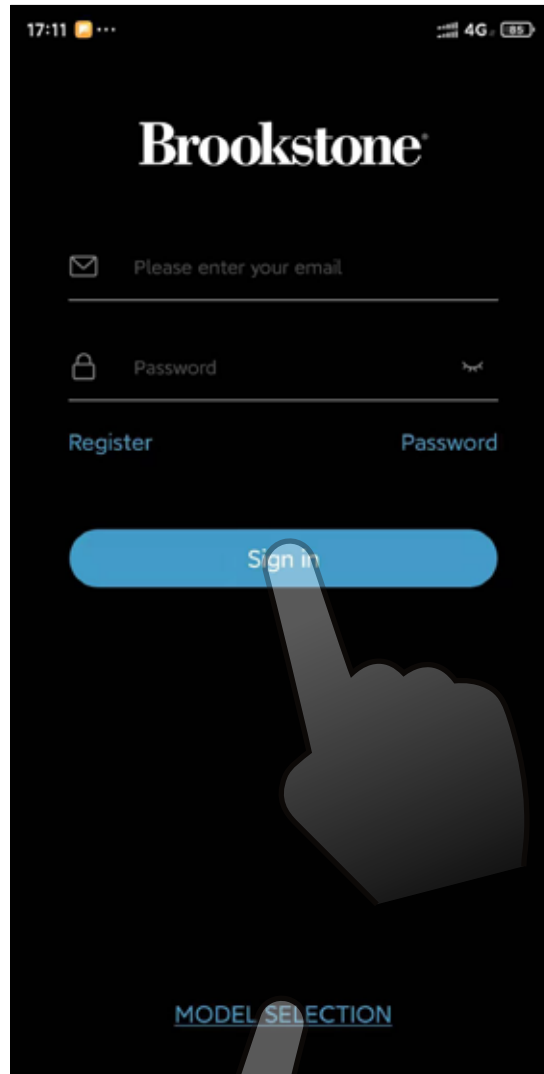 17:11
4G 85
Brookstone®
Please enter your email
Password
Register Password
Sign in
MODEL SELECTION